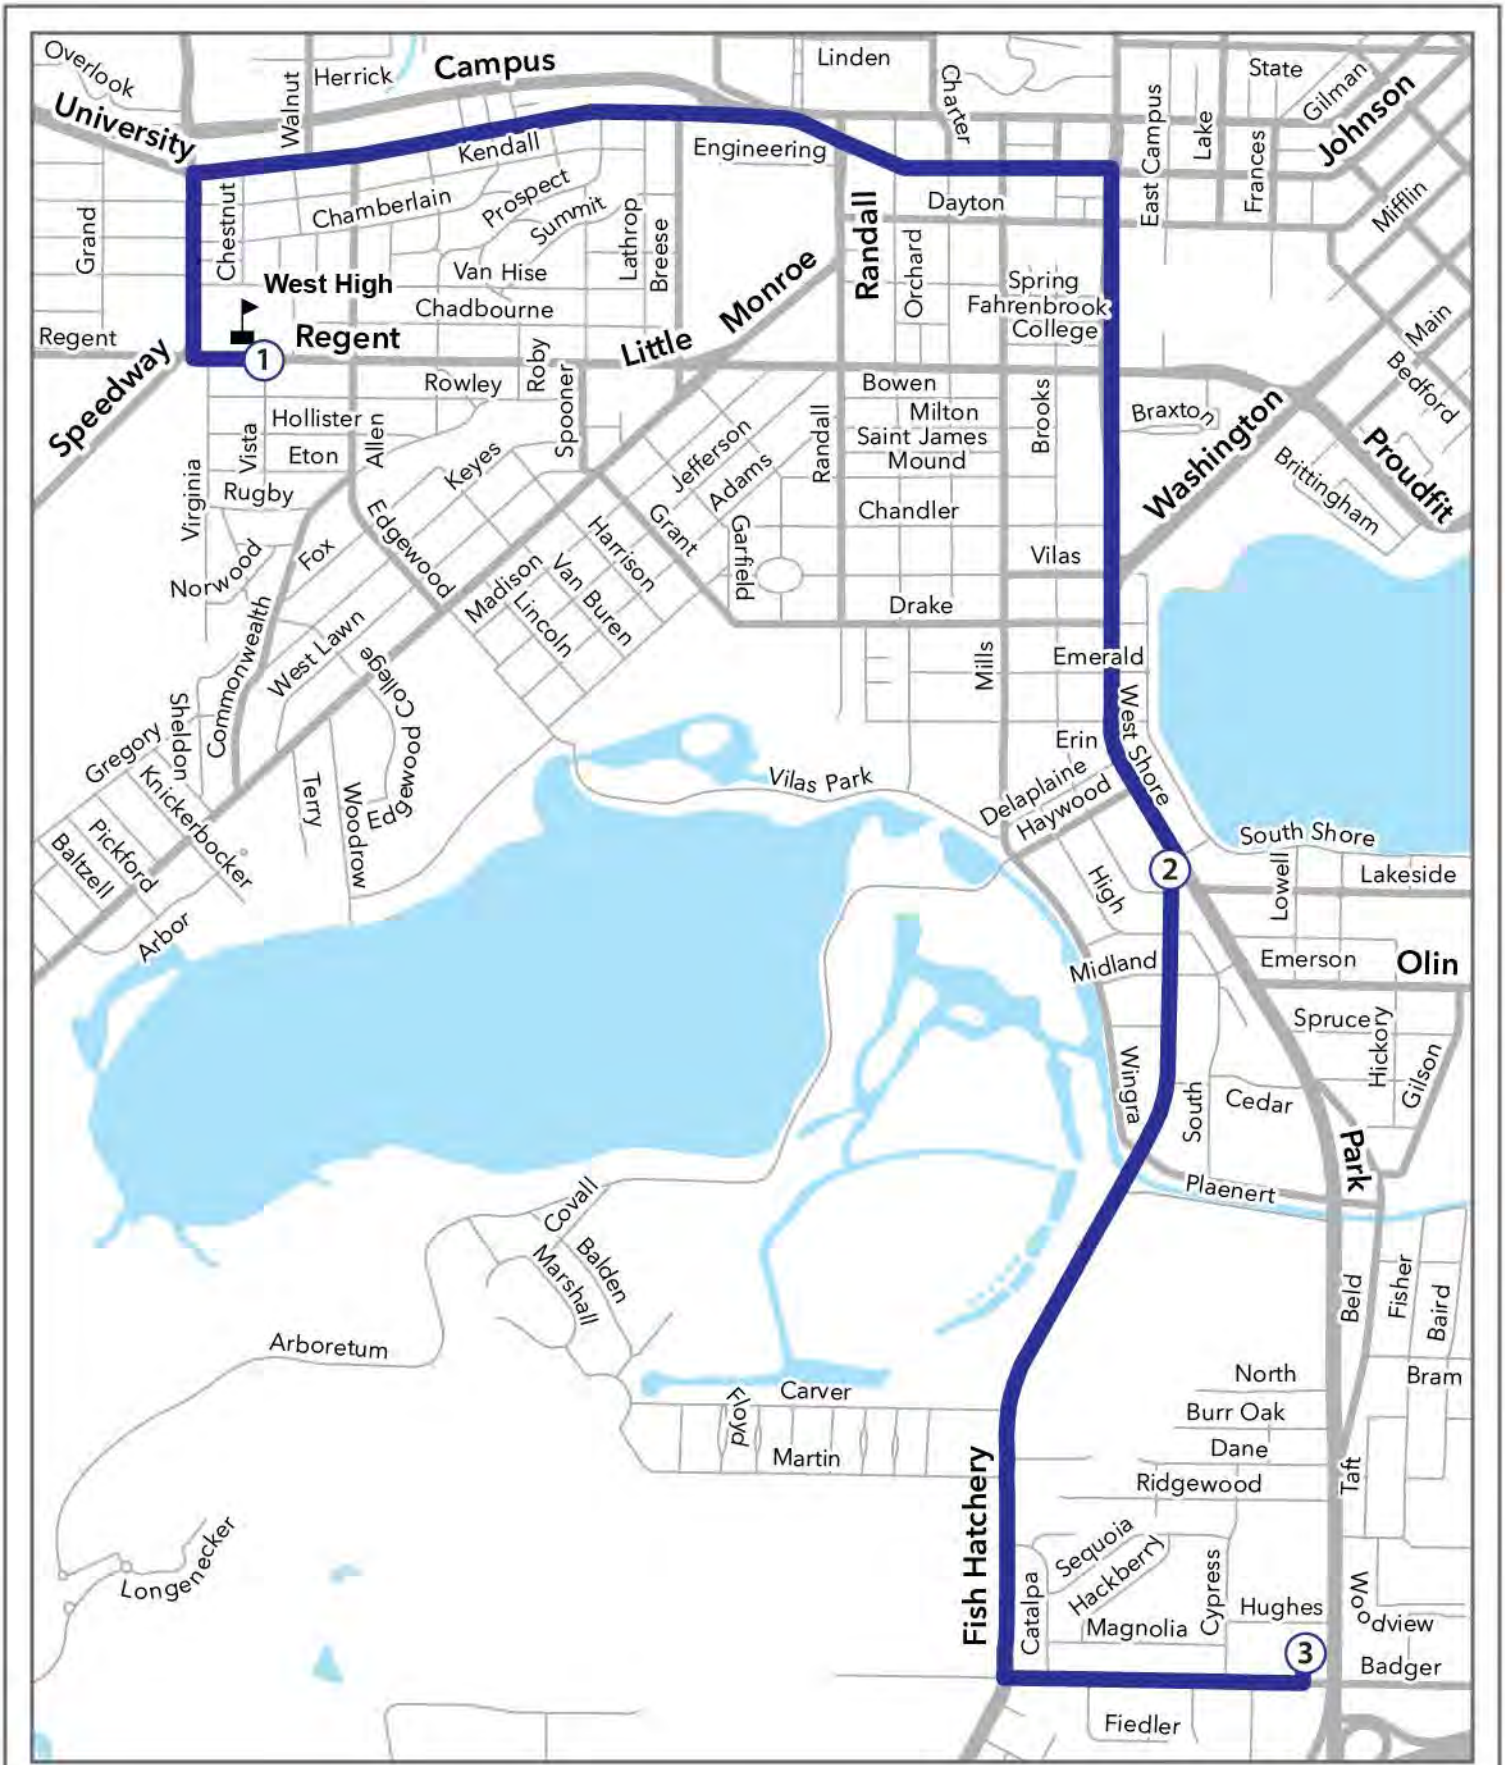 Overlook
Herrick
Campus
Linden
State
Gilman
Johnson
University
Walnut
Charter
East Campus
Lake
Frances
Kendall
Engineering
Mifflin
Grand
Chestnut
Chamberlain
Prospect
Summit
Lathrop
Breese
Dayton
Randall
Orchard
Van Hise
West High
Chadbourne
Monroe
Spring
Fahrenbrook
College
Main
Regent
Regent
Little
Roby
Speedway
1
Rowley
Spooner
Bowen
Bedford
Milton
Braxton
Brooks
Washington
Hollister
Allen
Vista
Eton
Saint James
Mound
Randall
Jefferson
Adams
Keyes
Proudfit
Brittingham
Virginia
Rugby
Chandler
Edgewood
Grant
Garfield
Harrison
Fox
Vilas
Norwood
Madison
Van Buren
Lincoln
Drake
Commonwealth
West Lawn
Edgewood College
Mills
Emerald
Sheldon
West Shore
Gregory
Erin
Knickerbocker
Terry
Woodrow
Vilas Park
Delaplaine
Haywood
South Shore
Pickford
Baltzell
2
Lowell
Lakeside
High
Arbor
Midland
Emerson
Olin
Spruce
Hickory
Gilson
Wingra
South
Cedar
Park
Plaenert
Covall
Balden
Marshall
Beld
Fisher
Baird
Arboretum
North
Bram
Floyd
Carver
Burr Oak
Dane
Martin
Ridgewood
Taft
Fish Hatchery
Sequoia
Hackberry
Longenecker
Catalpa
Cypress
Hughes
Magnolia
Woodview
3
Badger
Fiedler